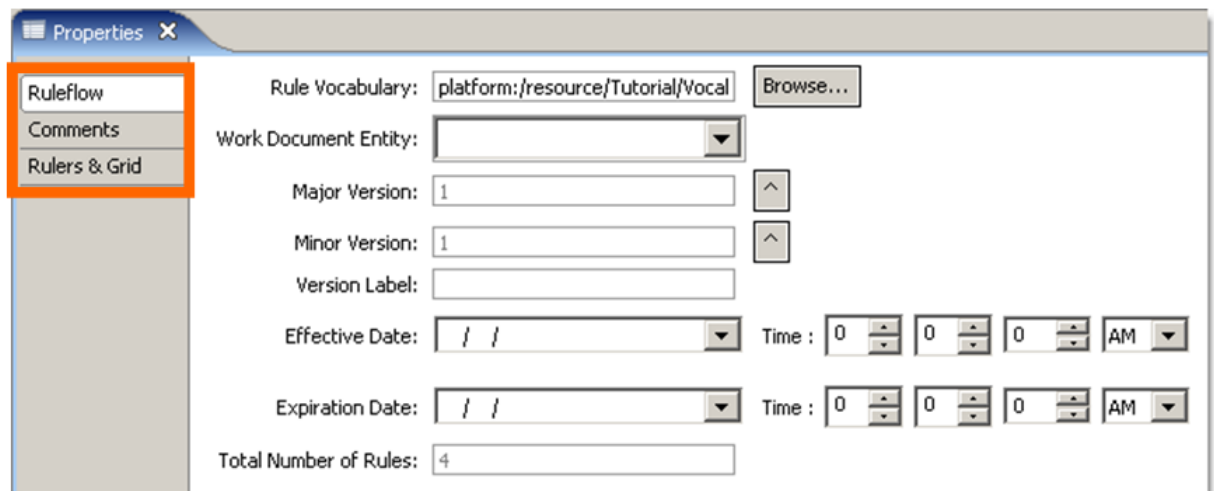 Properties
Ruleflow
Comments
Rulers & Grid
Rule Vocabulary: platform:/resource/Tutorial/Vocal Browse...
Work Document Entity:
Major Version: 1 ^
Minor Version: 1 ^
Version Label:
Effective Date: / / Time : 0 0 0 AM
Expiration Date: / / Time : 0 0 0 AM
Total Number of Rules: 4